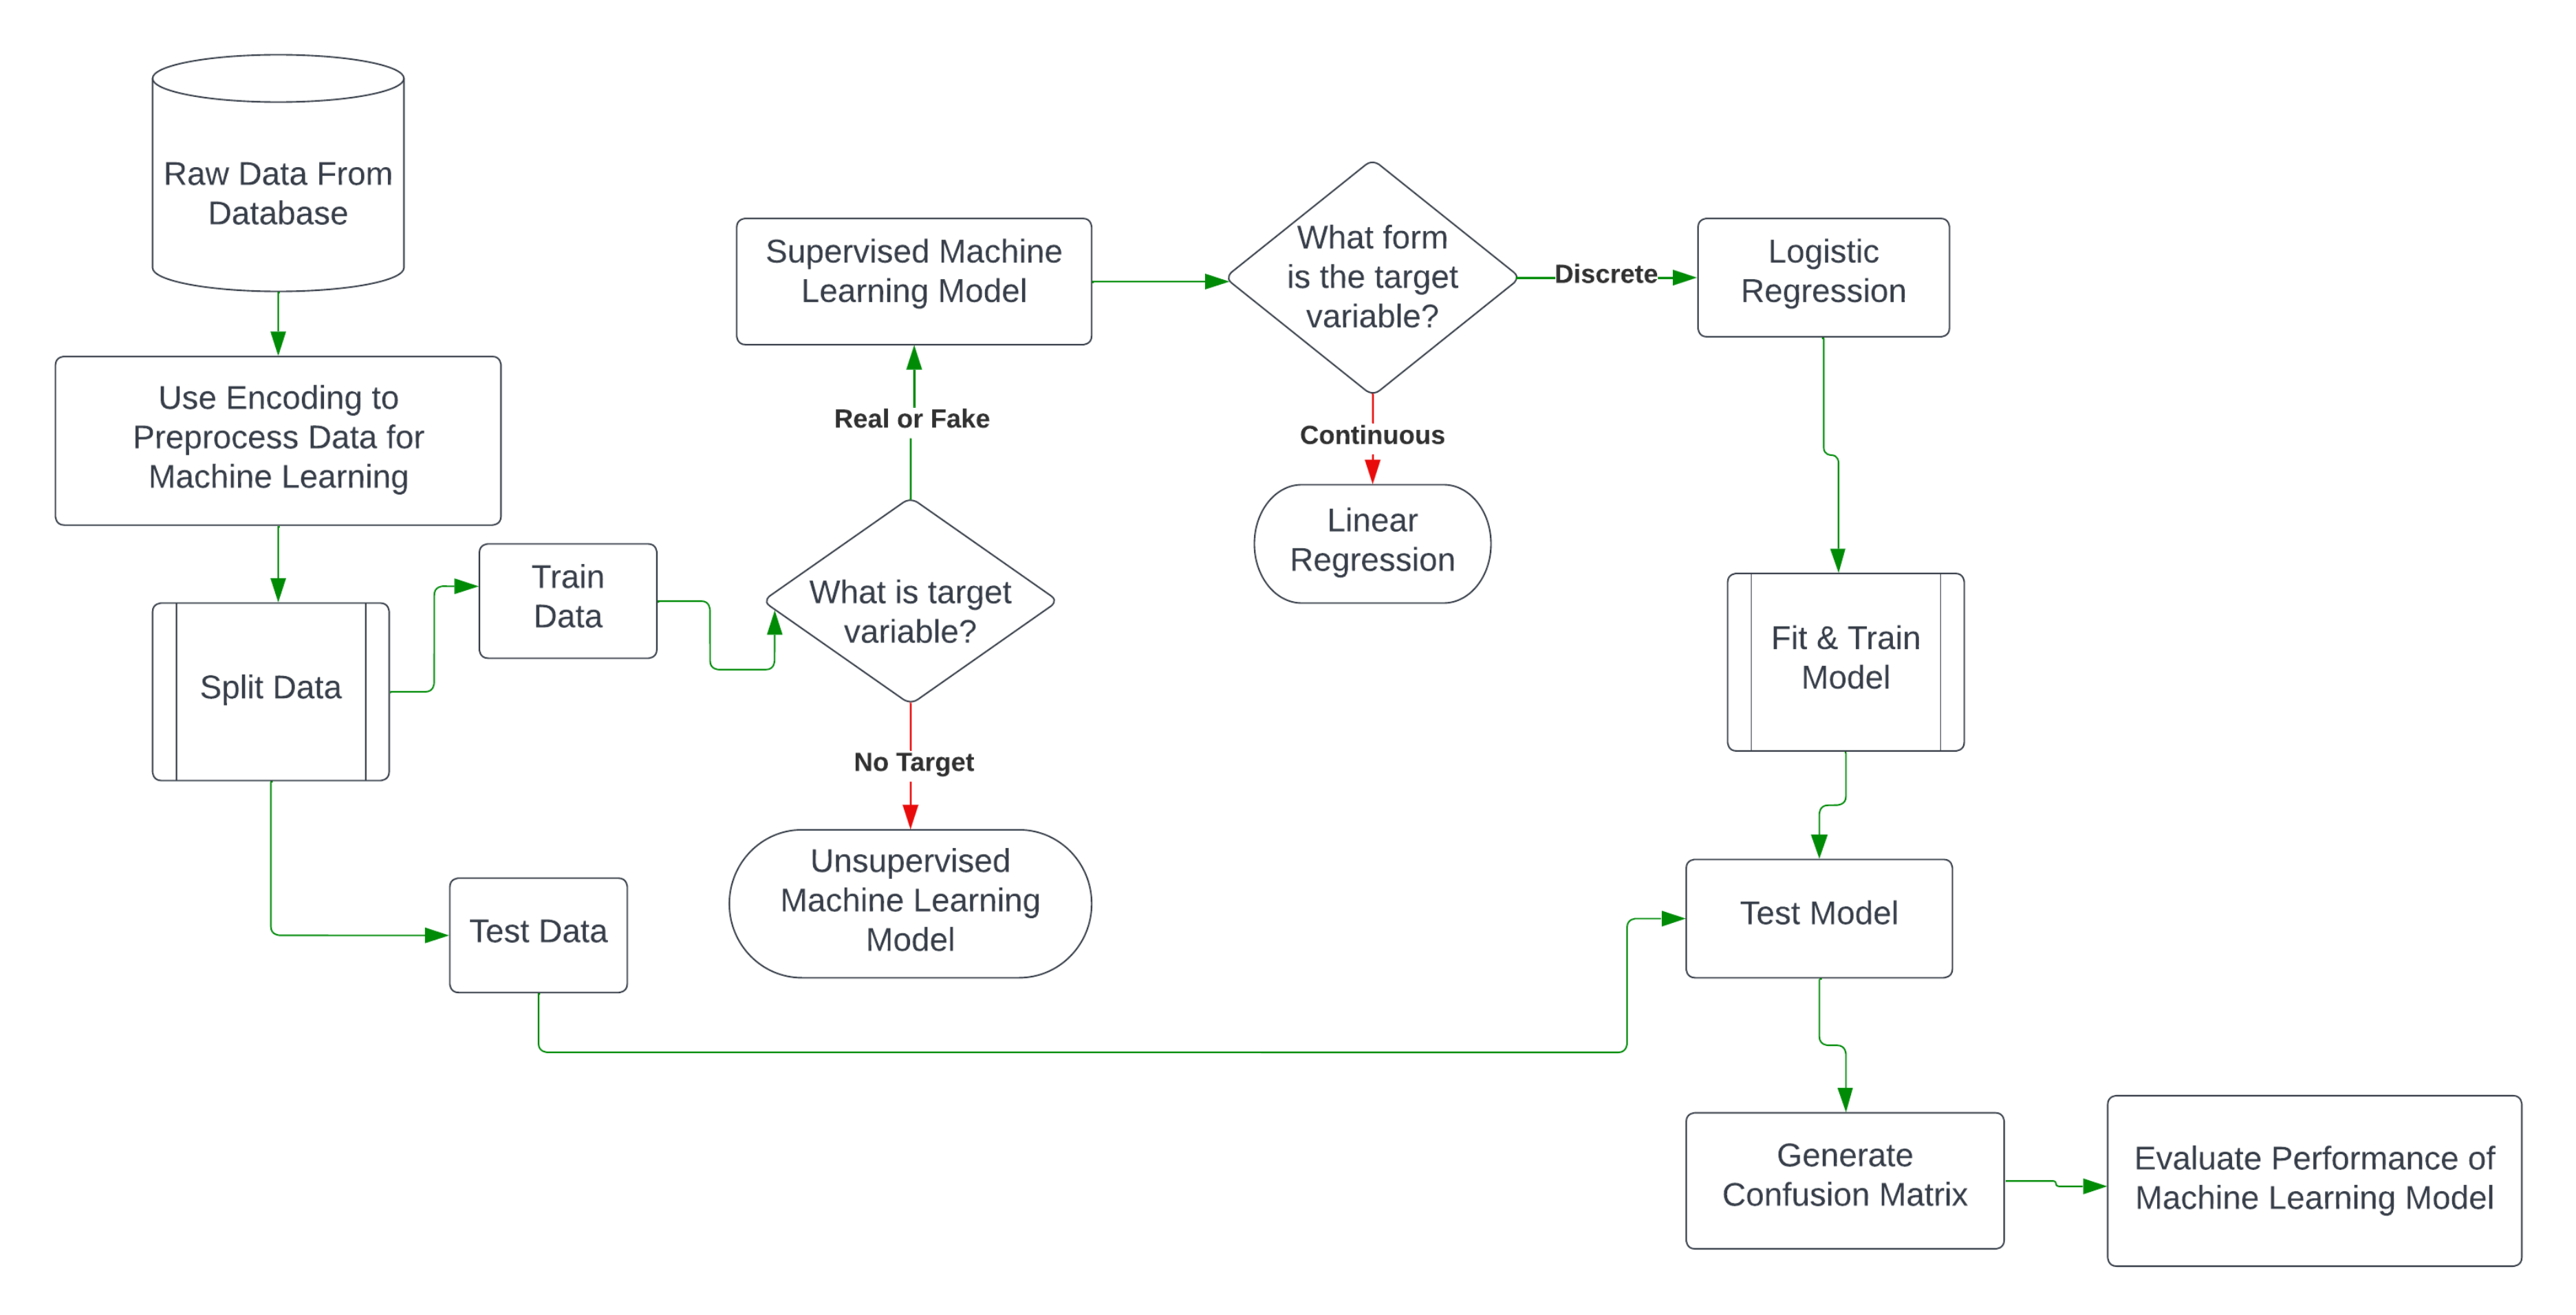 Raw Data From
Database
Use Encoding to
Preprocess Data for
Machine Learning
Split Data
Train
Data
Test Data
What is target
variable?
Real or Fake
No Target
Unsupervised
Machine Learning
Model
Supervised Machine
Learning Model
What form
is the target
variable?
Continuous
Linear
Regression
Discrete
Logistic
Regression
Fit & Train
Model
Test Model
Generate
Confusion Matrix
Evaluate Performance of
Machine Learning Model